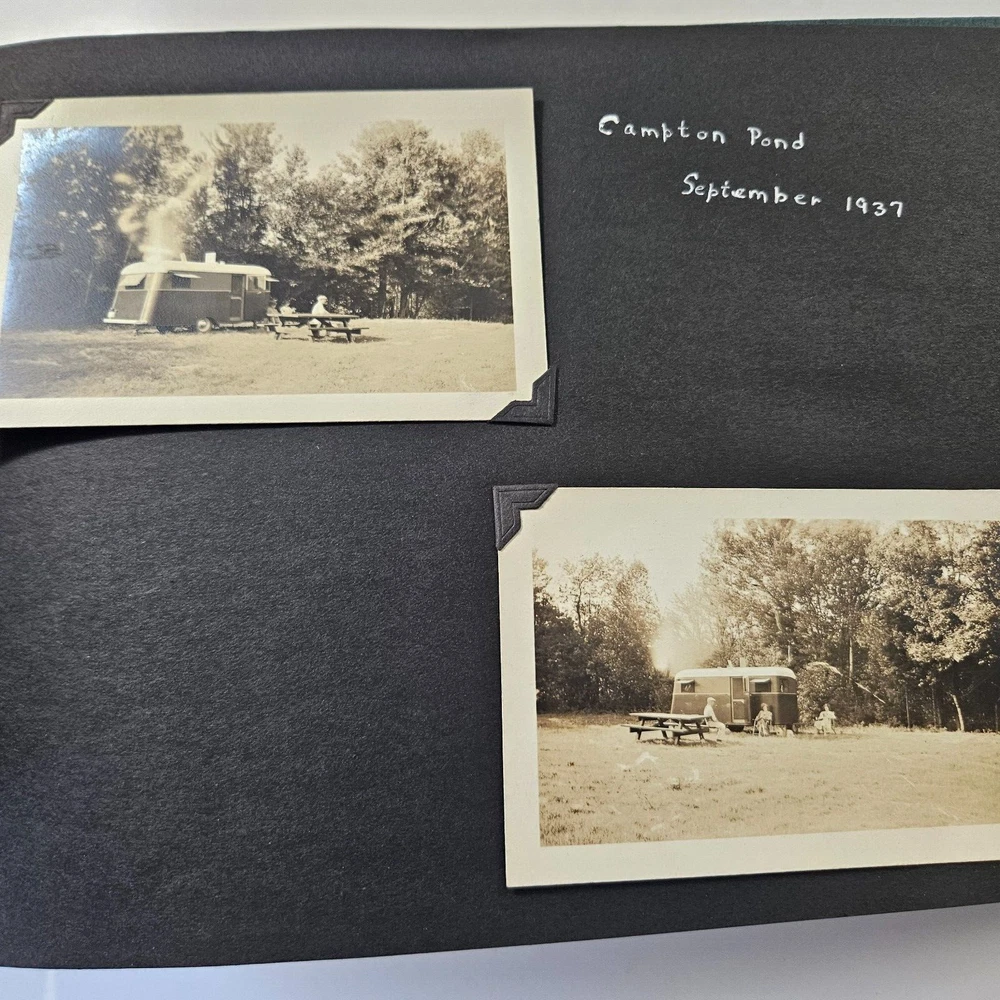 Campton Pond
September 1937